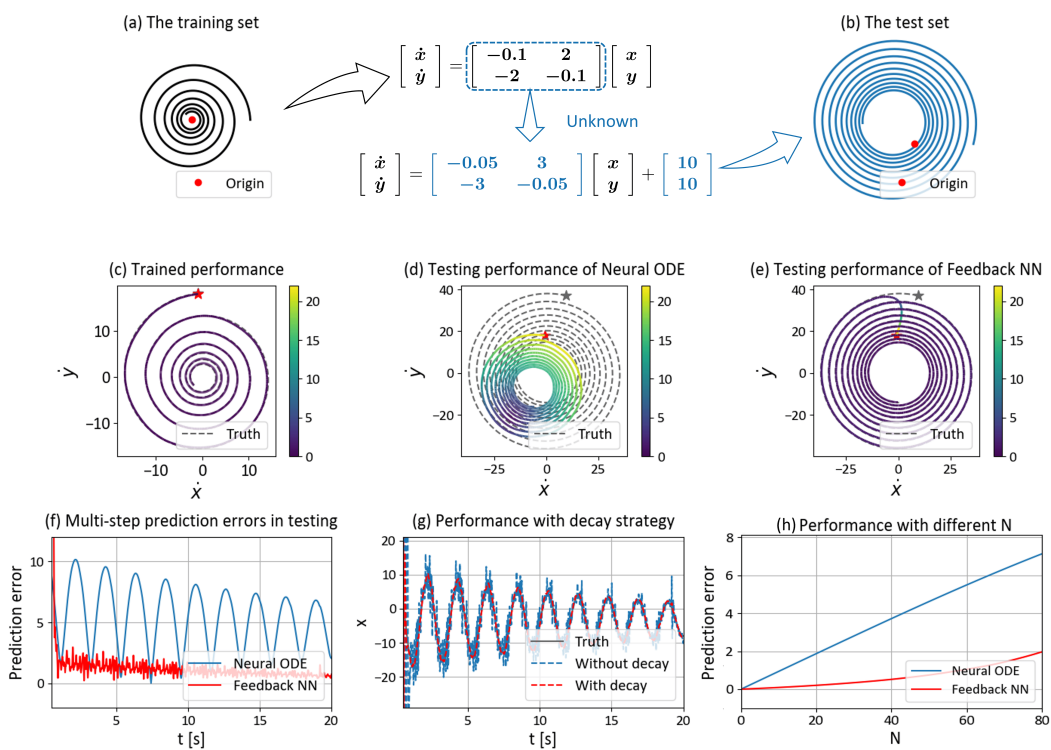 (a) The training set
(b) The test set
[ẋ ẏ] = [−0.1 2 −2 −0.1] [x y]
Origin
Unknown
[ẋ ẏ] = [−0.05 3 −3 −0.05] [x y] + [10 10]
Origin
(c) Trained performance
(d) Testing performance of Neural ODE
(e) Testing performance of Feedback NN
10
0
−10
ẏ
Truth
−10 0 10
ẋ
20
15
10
5
0
40
20
0
−20
ẏ
Truth
−25 0 25
ẋ
20
15
10
5
0
40
20
0
−20
ẏ
Truth
−25 0 25
ẋ
20
15
10
5
0
(f) Multi-step prediction errors in testing
(g) Performance with decay strategy
(h) Performance with different N
10
5
0
Prediction error
Neural ODE
Feedback NN
5 10 15 20
t [s]
20
10
0
−10
−20
x
Truth
Without decay
With decay
5 10 15 20
t [s]
8
6
4
2
0
Prediction error
Neural ODE
Feedback NN
0 20 40 60 80
N